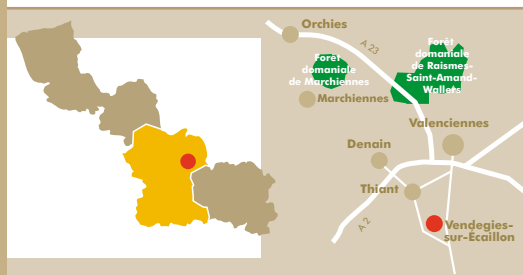 Orchies
A 23
Forêt
domaniale
de Marchiennes
Forêt
domaniale
de Raismes-
Saint-Amand-
Wallers
Marchiennes
Valenciennes
Denain
Thiant
A 2
Vendegies-
sur-Écaillon